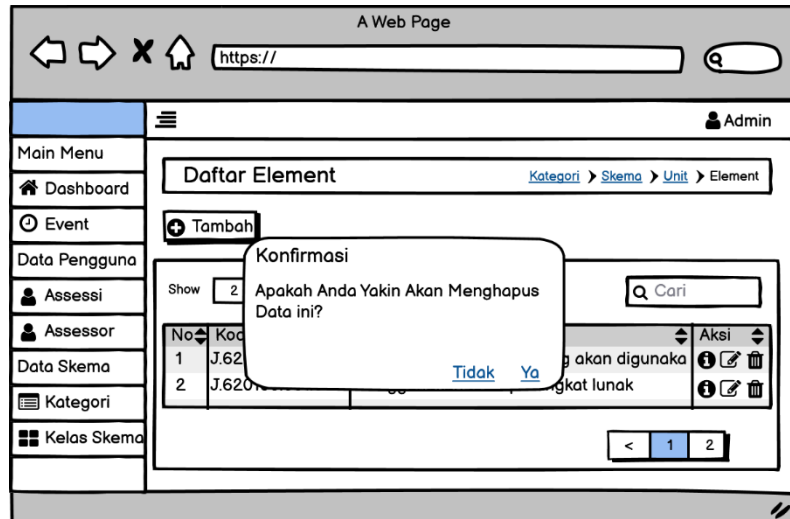 A Web Page
https://
Admin
Main Menu
Dashboard
Event
Data Pengguna
Assessi
Assessor
Data Skema
Kategori
Kelas Skema
Daftar Element
Kategori > Skema > Unit > Element
Tambah
Konfirmasi
Apakah Anda Yakin Akan Menghapus
Data ini?
Tidak Ya
Show 2
Cari
No Aksi
1 J.62 akan digunaka
2 lunak
< 1 2